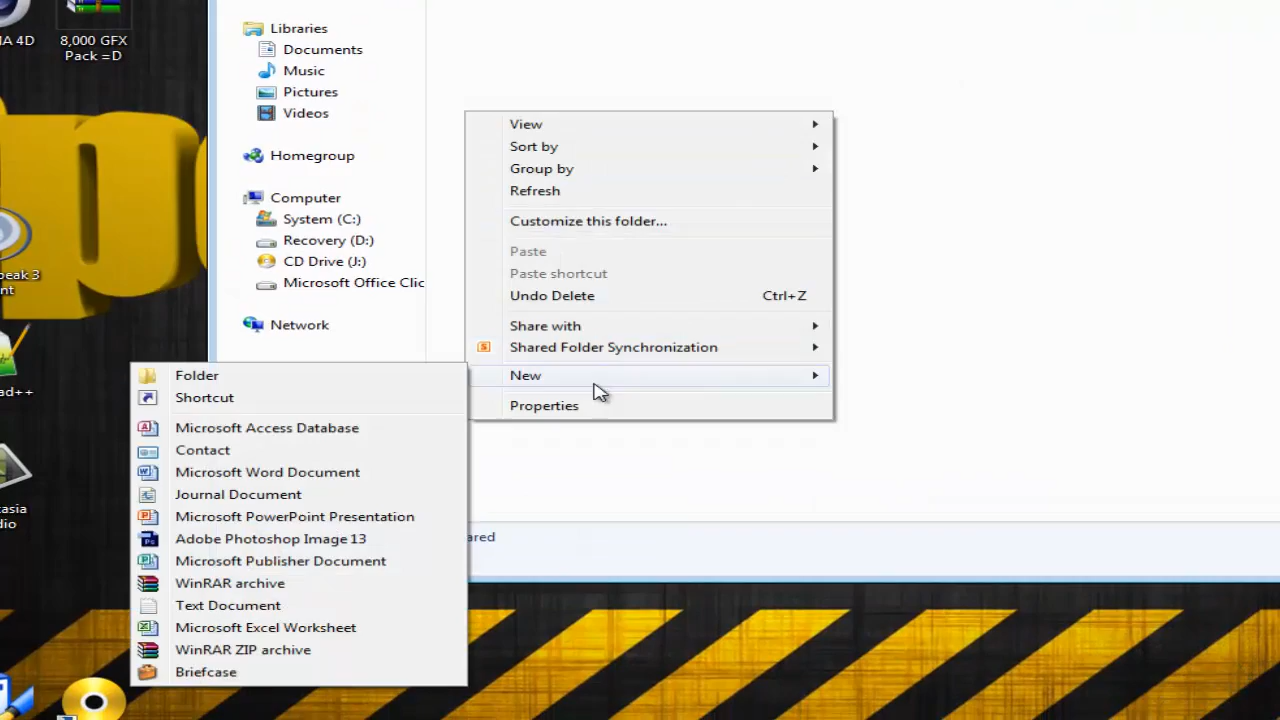 A 4D
8,000 GFX
Pack =D
Libraries
Documents
Music
Pictures
Videos
Homegroup
Computer
System (C:)
Recovery (D:)
CD Drive (J:)
Microsoft Office Clic
Network
View
Sort by
Group by
Refresh
Customize this folder...
Paste
Paste shortcut
Undo Delete Ctrl+Z
Share with
Shared Folder Synchronization
New
Properties
Folder
Shortcut
Microsoft Access Database
Contact
Microsoft Word Document
Journal Document
Microsoft PowerPoint Presentation
Adobe Photoshop Image 13
Microsoft Publisher Document
WinRAR archive
Text Document
Microsoft Excel Worksheet
WinRAR ZIP archive
Briefcase
eak 3
nt
ad++
asia
dio
ared